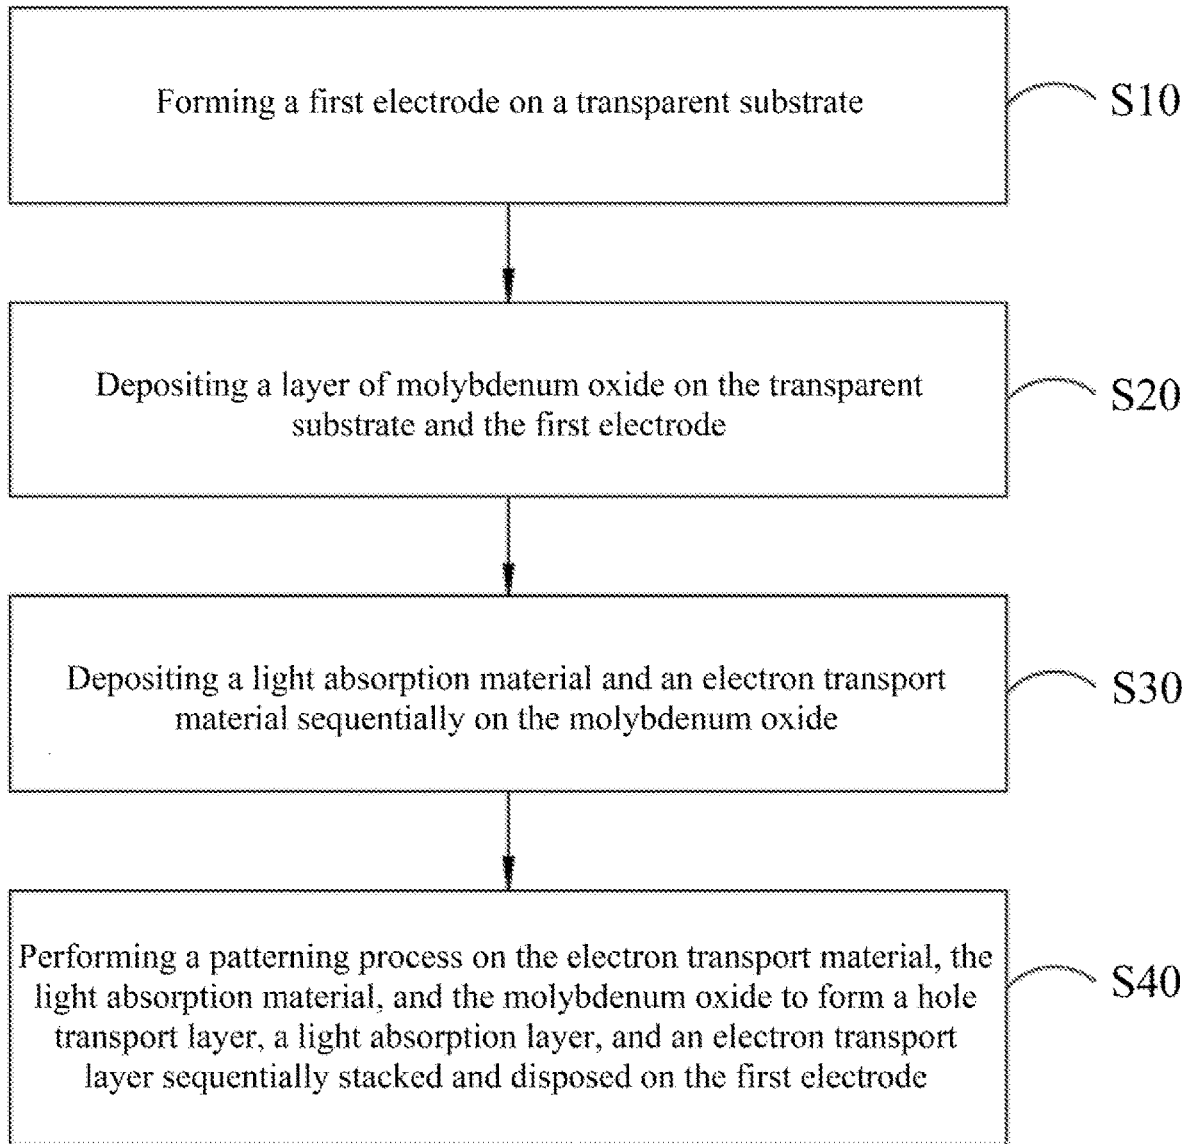 Forming a first electrode on a transparent substrate
S10
Depositing a layer of molybdenum oxide on the transparent
substrate and the first electrode
S20
Depositing a light absorption material and an electron transport
material sequentially on the molybdenum oxide
S30
Performing a patterning process on the electron transport material, the
light absorption material, and the molybdenum oxide to form a hole
transport layer, a light absorption layer, and an electron transport
layer sequentially stacked and disposed on the first electrode
S40